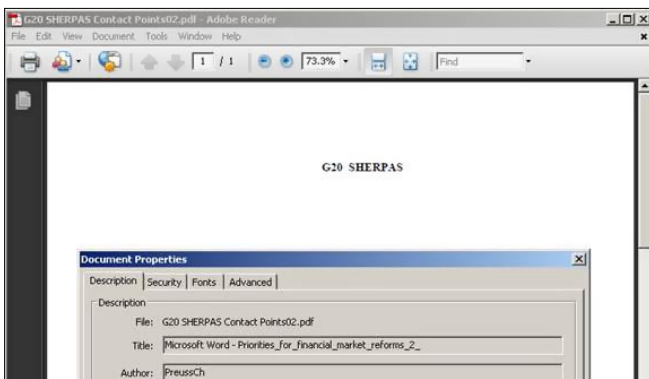 G20 SHERPAS Contact Points02.pdf - Adobe Reader
File Edit View Document Tools Window Help
1 / 1 73.3% Find
G20 SHERPAS
Document Properties
Description Security Fonts Advanced
Description
File: G20 SHERPAS Contact Points02.pdf
Title: Microsoft Word - Priorities_for_financial_market_reforms_2_
Author: PreussCh